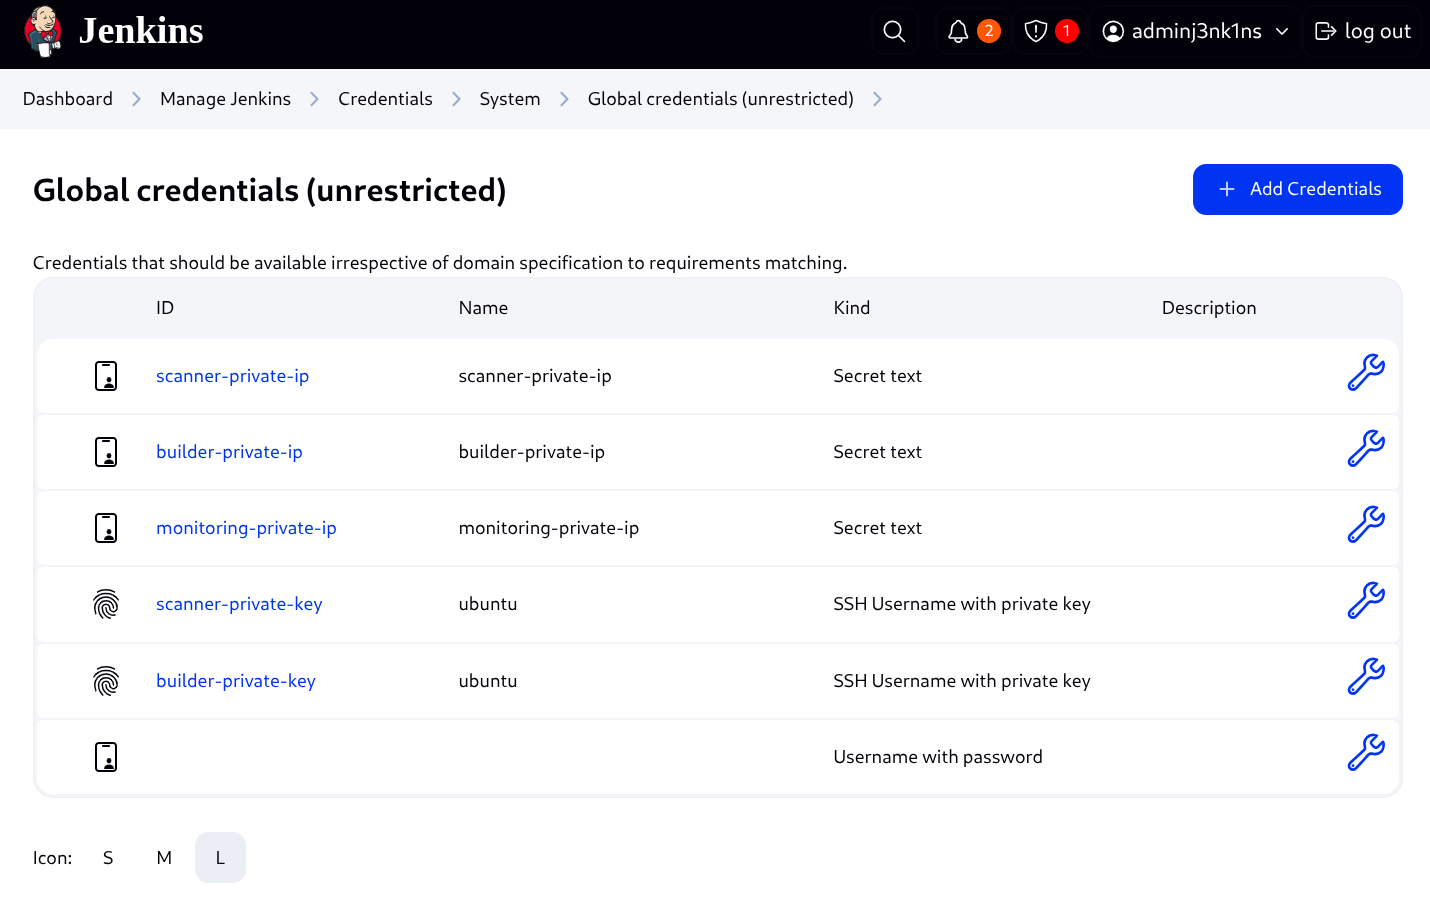 Jenkins 2 1 adminj3nk1ns log out
Dashboard Manage Jenkins Credentials System Global credentials (unrestricted)
Global credentials (unrestricted) Add Credentials
Credentials that should be available irrespective of domain specification to requirements matching.
ID Name Kind Description
scanner-private-ip scanner-private-ip Secret text
builder-private-ip builder-private-ip Secret text
monitoring-private-ip monitoring-private-ip Secret text
scanner-private-key ubuntu SSH Username with private key
builder-private-key ubuntu SSH Username with private key
Username with password
Icon: S M L